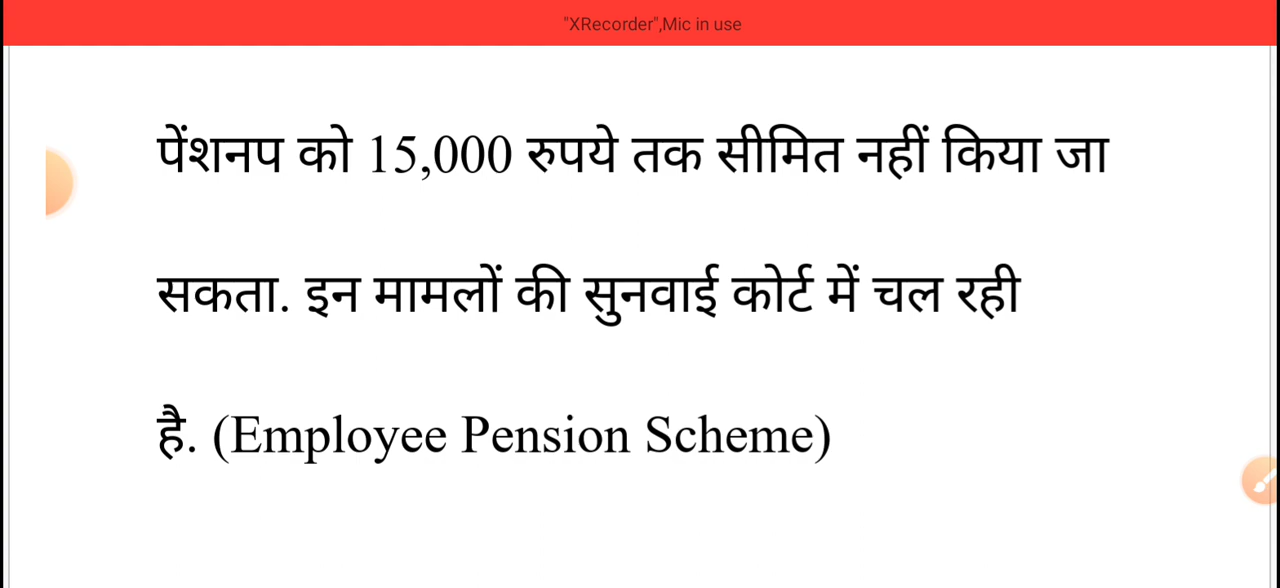 "XRecorder",Mic in use
पेंशनप को 15,000 रुपये तक सीमित नहीं किया जा
सकता. इन मामलों की सुनवाई कोर्ट में चल रही
है. (Employee Pension Scheme)